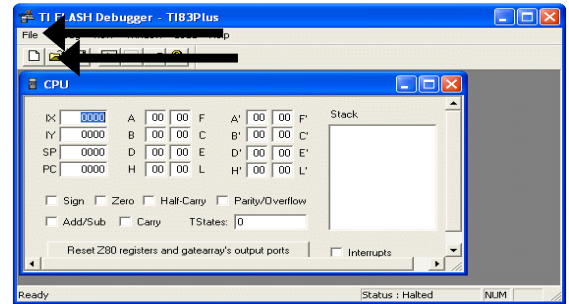 TI FLASH Debugger - TI83Plus
File
CPU
IX 0000 A 00 00 F A' 00 00 F' Stack
IY 0000 B 00 00 C B' 00 00 C'
SP 0000 D 00 00 E D' 00 00 E'
PC 0000 H 00 00 L H' 00 00 L'
Sign Zero Half-Carry Parity/Overflow
Add/Sub Carry TStates: 0
Reset Z80 registers and gatearray's output ports Interrupts
Ready Status : Halted NUM